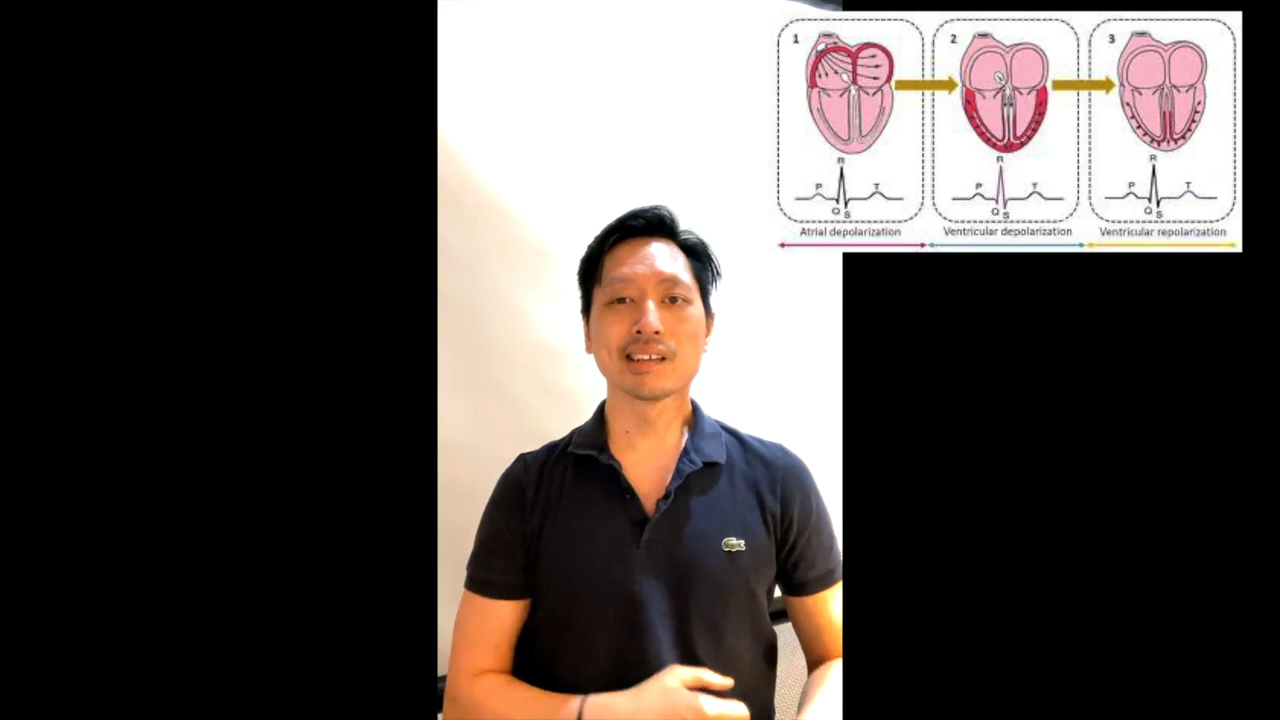 1 2 3
R R R
P T P T P T
Q S Q S Q S
Atrial depolarization Ventricular depolarization Ventricular repolarization